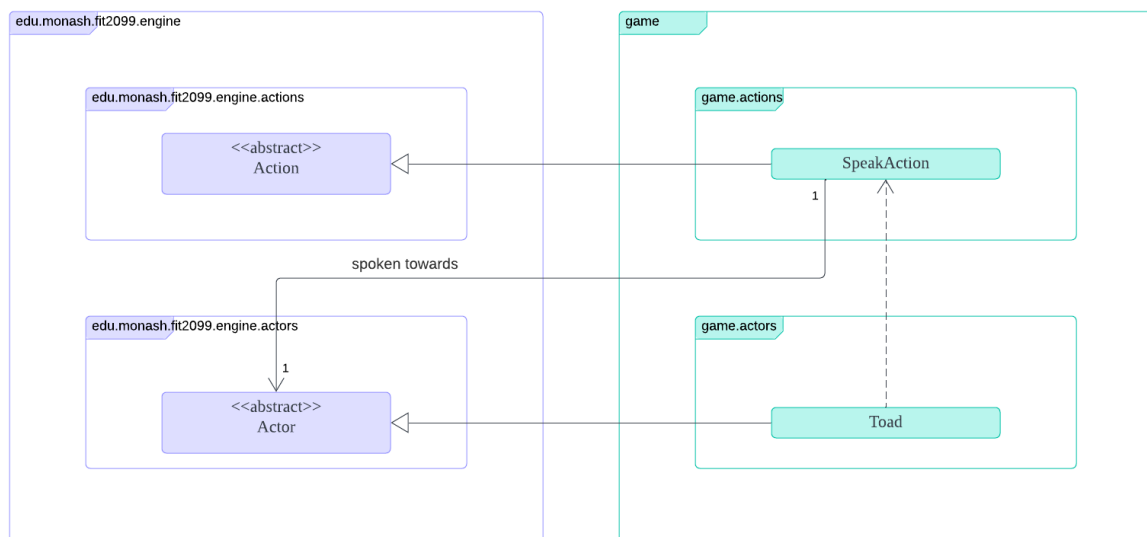 edu.monash.fit2099.engine
game
edu.monash.fit2099.engine.actions
game.actions
<<abstract>>
Action
SpeakAction
1
spoken towards
edu.monash.fit2099.engine.actors
game.actors
1
<<abstract>>
Actor
Toad